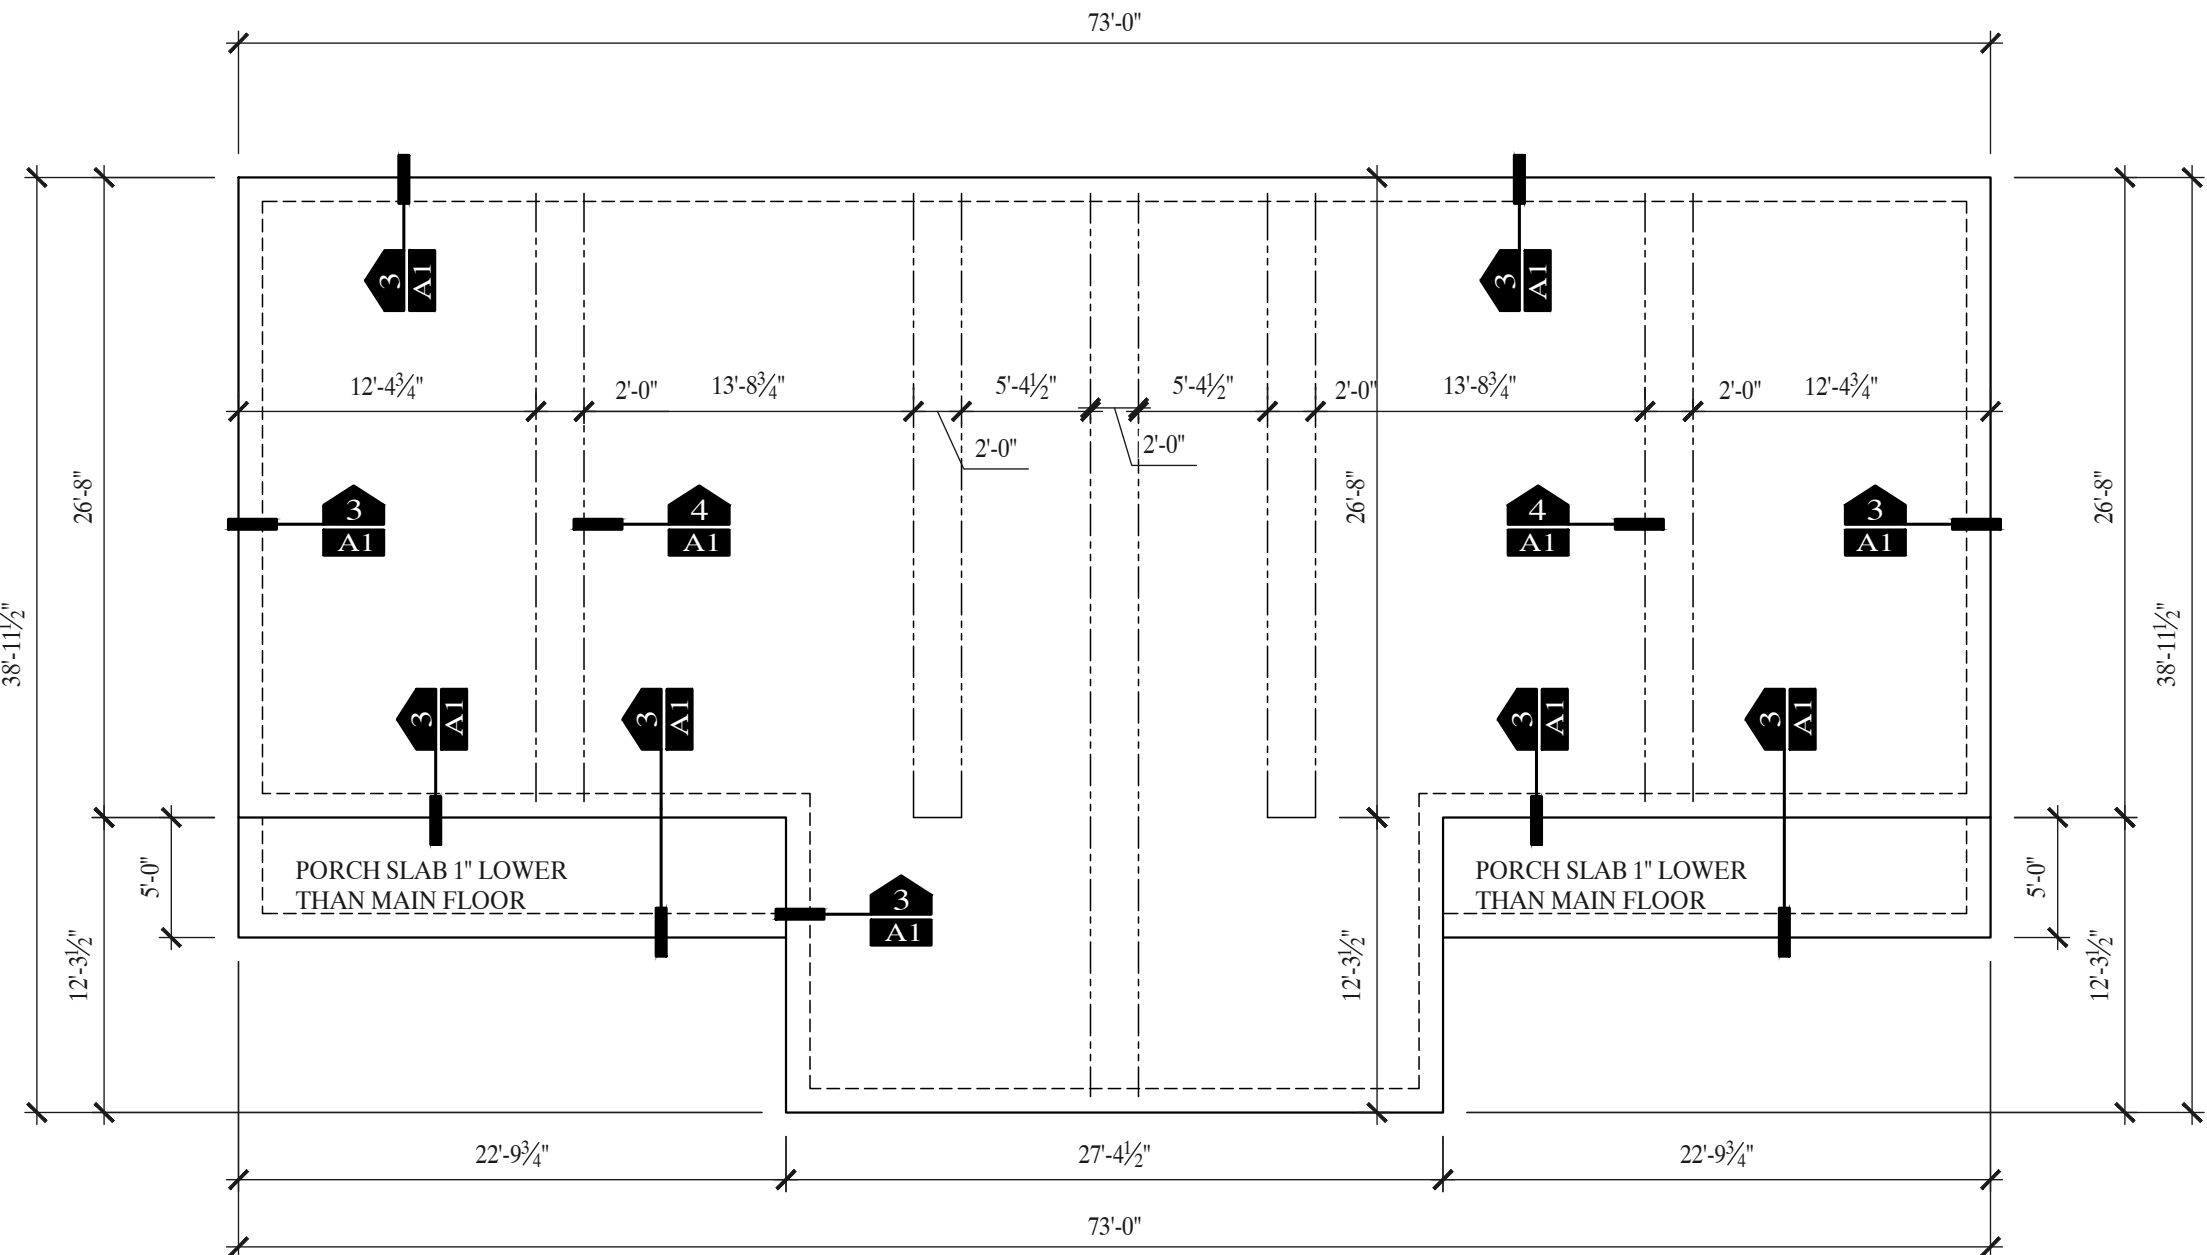 73'-0"
3
A1
3
A1
12'-4¾"
2'-0"
13'-8¾"
5'-4½"
5'-4½"
2'-0"
13'-8¾"
2'-0"
12'-4¾"
2'-0"
2'-0"
26'-8"
26'-8"
26'-8"
3
A1
4
A1
4
A1
3
A1
38'-11½"
38'-11½"
3
A1
3
A1
3
A1
3
A1
5'-0"
PORCH SLAB 1" LOWER
THAN MAIN FLOOR
3
A1
PORCH SLAB 1" LOWER
THAN MAIN FLOOR
5'-0"
12'-3½"
12'-3½"
12'-3½"
22'-9¾"
27'-4½"
22'-9¾"
73'-0"